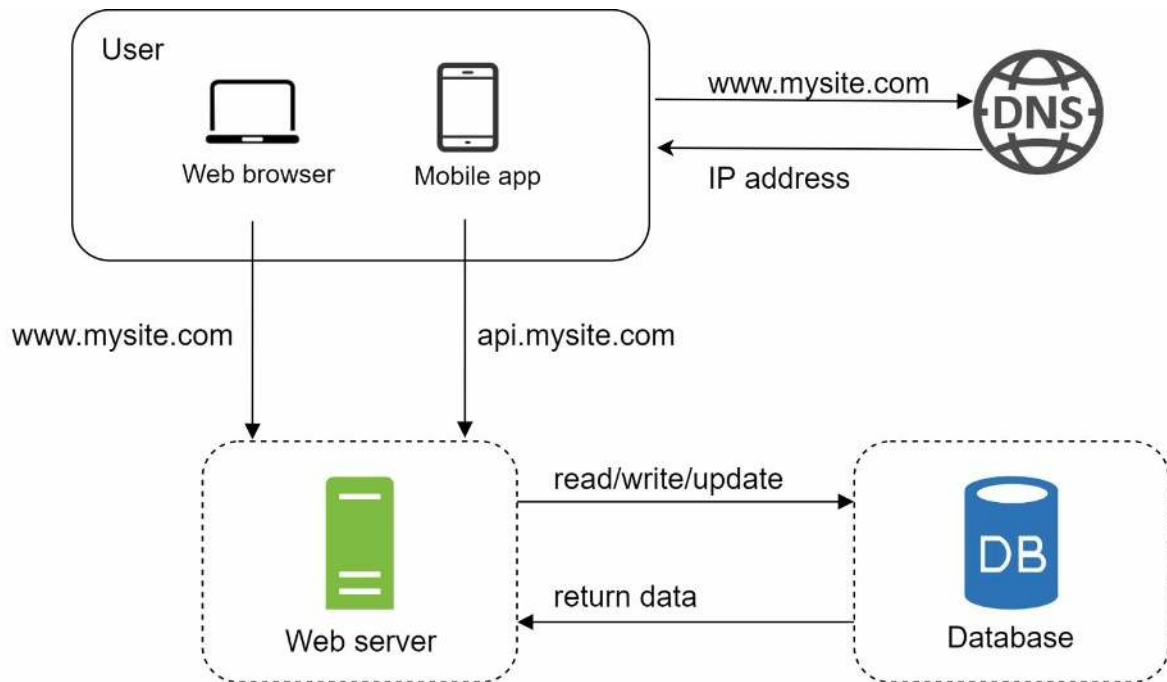 User
Web browser
Mobile app
www.mysite.com
DNS
IP address
www.mysite.com
api.mysite.com
read/write/update
DB
return data
Web server
Database